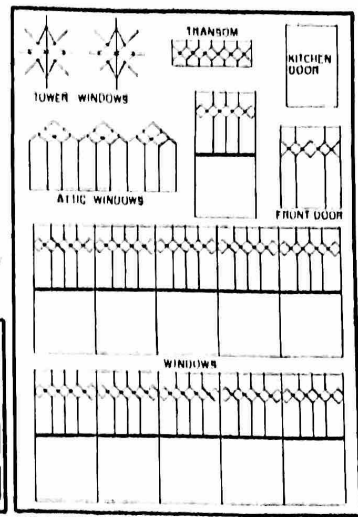 TRANSOM
KITCHEN
DOOR
TOWER WINDOWS
ATTIC WINDOWS
FRONT DOOR
WINDOWS